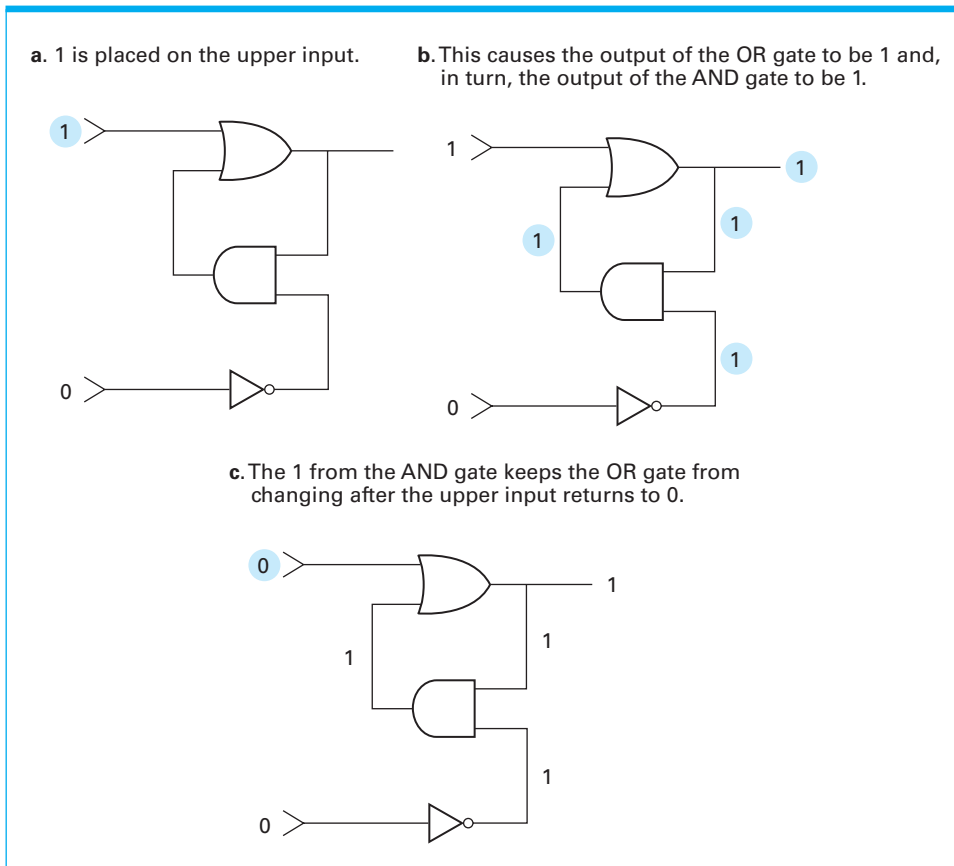 a. 1 is placed on the upper input.
1
0
b. This causes the output of the OR gate to be 1 and,
in turn, the output of the AND gate to be 1.
1
1
1
1
1
0
c. The 1 from the AND gate keeps the OR gate from
changing after the upper input returns to 0.
0
1
1
1
1
0